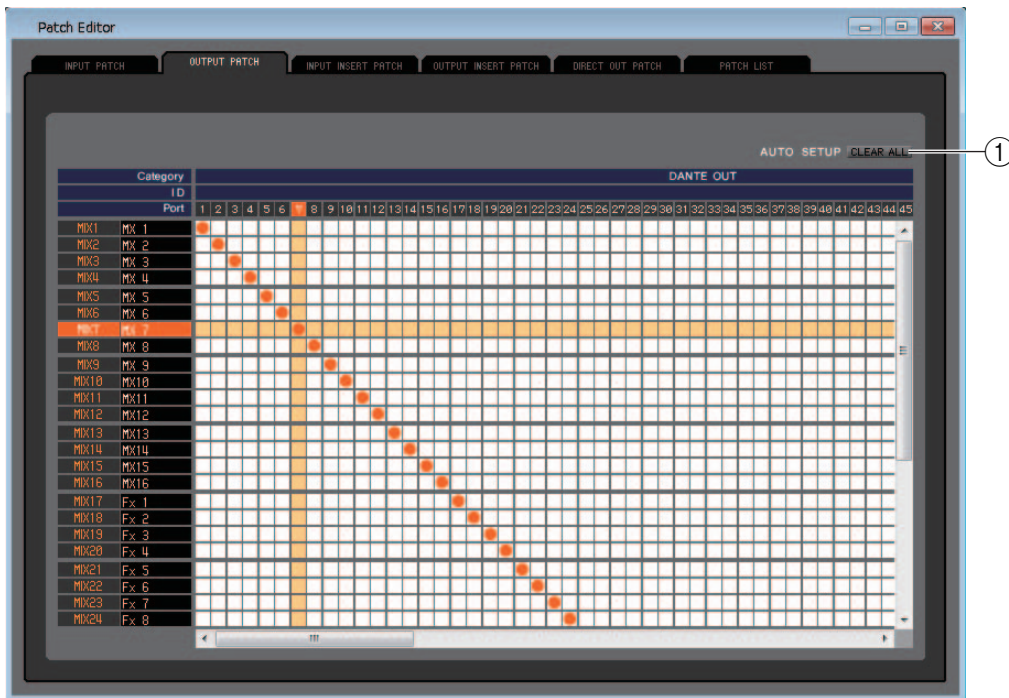 Patch Editor
INPUT PATCH OUTPUT PATCH INPUT INSERT PATCH OUTPUT INSERT PATCH DIRECT OUT PATCH PATCH LIST
AUTO SETUP CLEAR ALL 1
Category DANTE OUT
ID
Port 1 2 3 4 5 6 7 8 9 10 11 12 13 14 15 16 17 18 19 20 21 22 23 24 25 26 27 28 29 30 31 32 33 34 35 36 37 38 39 40 41 42 43 44 45
MIX1 MX 1
MIX2 MX 2
MIX3 MX 3
MIX4 MX 4
MIX5 MX 5
MIX6 MX 6
MIX7 MX 7
MIX8 MX 8
MIX9 MX 9
MIX10 MX10
MIX11 MX11
MIX12 MX12
MIX13 MX13
MIX14 MX14
MIX15 MX15
MIX16 MX16
MIX17 Fx 1
MIX18 Fx 2
MIX19 Fx 3
MIX20 Fx 4
MIX21 Fx 5
MIX22 Fx 6
MIX23 Fx 7
MIX24 Fx 8